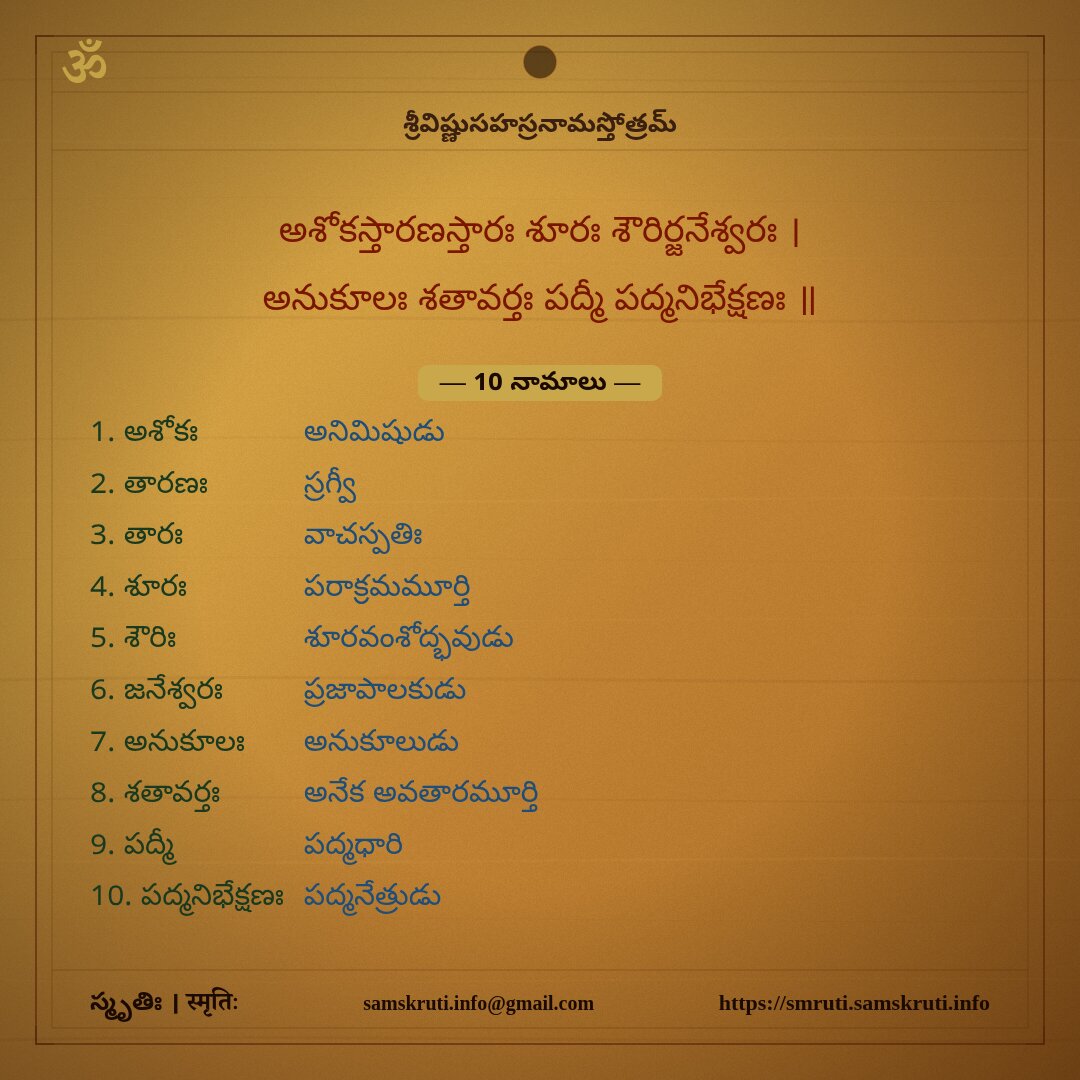 ॐ
శ్రీవిష్ణుసహస్రనామస్తోత్రమ్
అశోకస్తారణస్తారః శూరః శౌరిర్జనేశ్వరః |
అనుకూలః శతావర్తః పద్మీ పద్మనిభేక్షణః ||
— 10 నామాలు —
1. అశోకః అనిమిషుడు
2. తారణః స్రగ్వీ
3. తారః వాచస్పతిః
4. శూరః పరాక్రమమూర్తి
5. శౌరిః శూరవంశోద్భవుడు
6. జనేశ్వరః ప్రజాపాలకుడు
7. అనుకూలః అనుకూలుడు
8. శతావర్తః అనేక అవతారమూర్తి
9. పద్మీ పద్మధారి
10. పద్మనిభేక్షణః పద్మనేత్రుడు
స్మృతిః | स्मृतिः samskruti.info@gmail.com https://smruti.samskruti.info